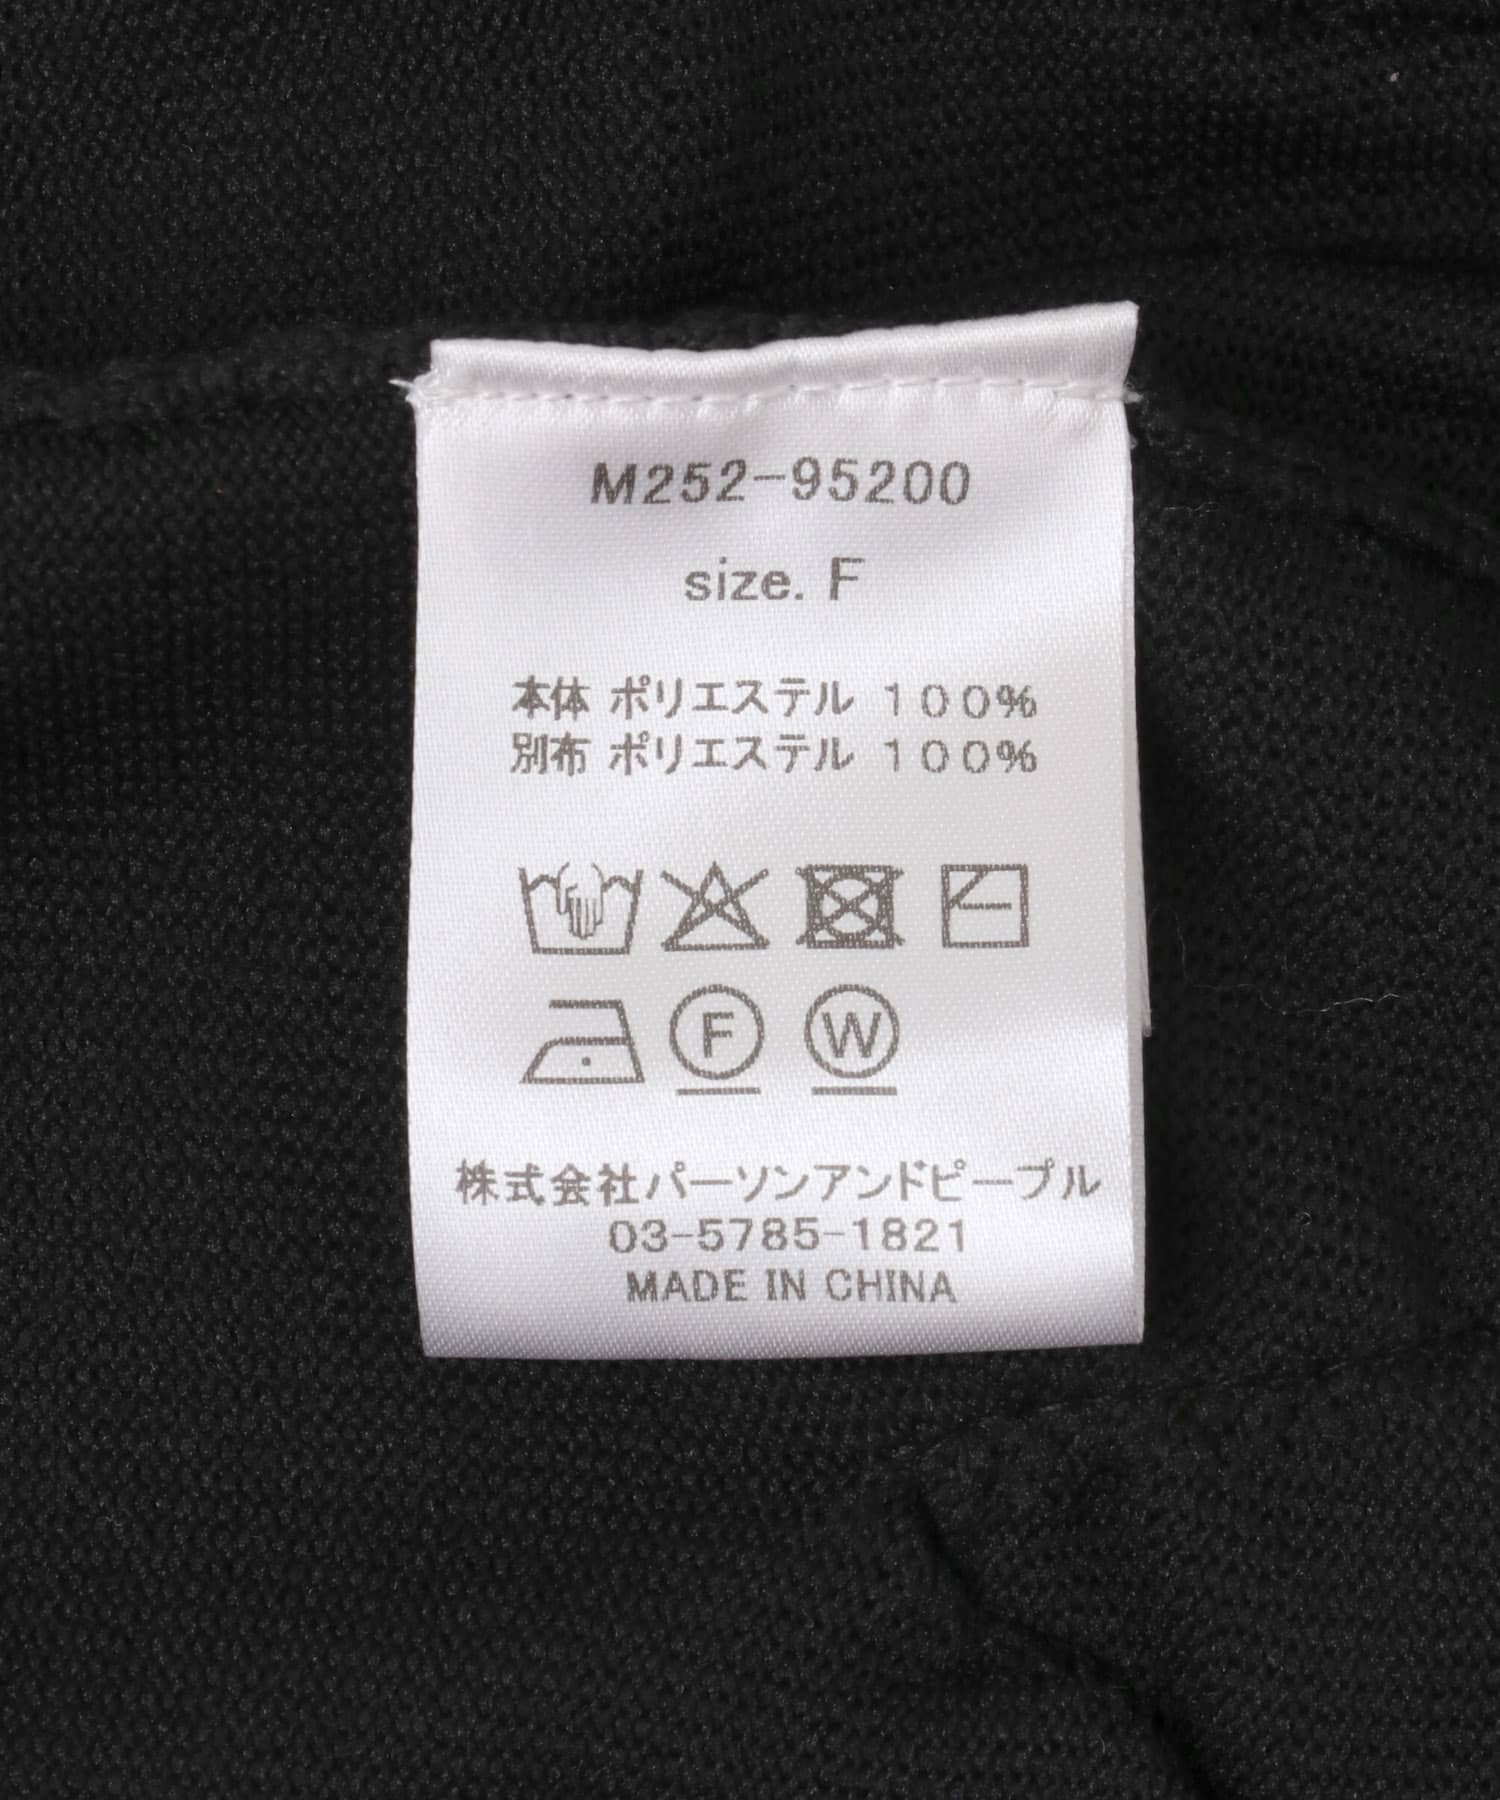 M252-95200
size. F
本体 ポリエステル 100%
別布 ポリエステル 100%
F W
株式会社パーソンアンドピープル
03-5785-1821
MADE IN CHINA